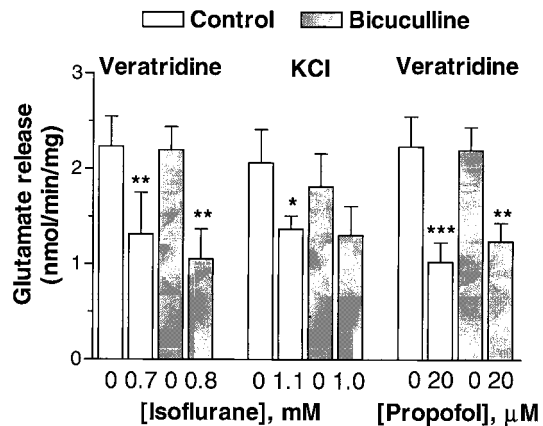 Control Bicuculline
Veratridine KCl Veratridine
Glutamate release
(nmol/min/mg)
3
2
1
0
** ** * *** **
0 0.7 0 0.8 0 1.1 0 1.0 0 20 0 20
[Isoflurane], mM [Propofol], μM